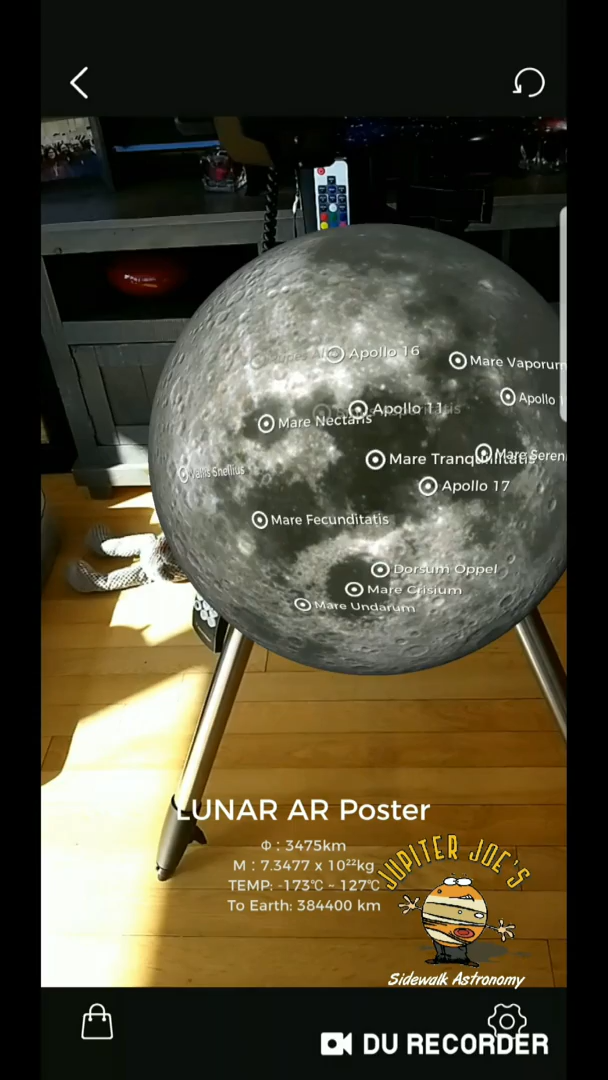 Apollo 16
Mare Vaporum
Apollo 1
Apollo 11
Mare Nectaris
Mare Seren
Mare Tranquillitatis
Vallis Snellius
Apollo 17
Mare Fecunditatis
Dorsum Oppel
Mare Crisium
Mare Undarum
LUNAR AR Poster
Φ : 3475km
M : 7.3477 x 10²²kg
TEMP: -173℃ ~ 127℃
To Earth: 384400 km
JUPITER JOE'S
Sidewalk Astronomy
DU RECORDER